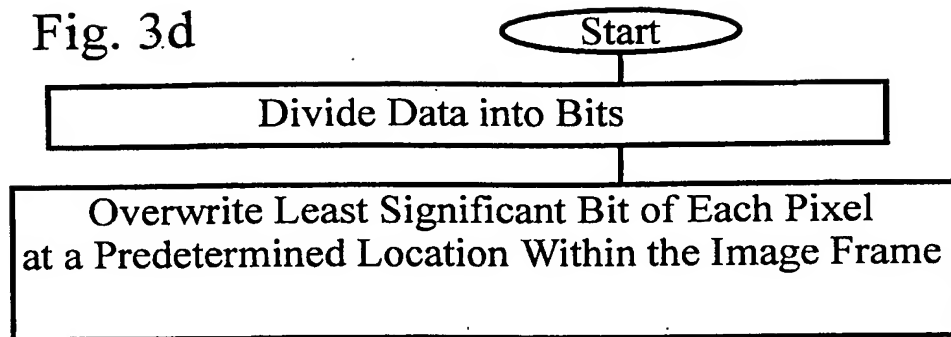 Fig. 3d
Start
Divide Data into Bits
Overwrite Least Significant Bit of Each Pixel
at a Predetermined Location Within the Image Frame